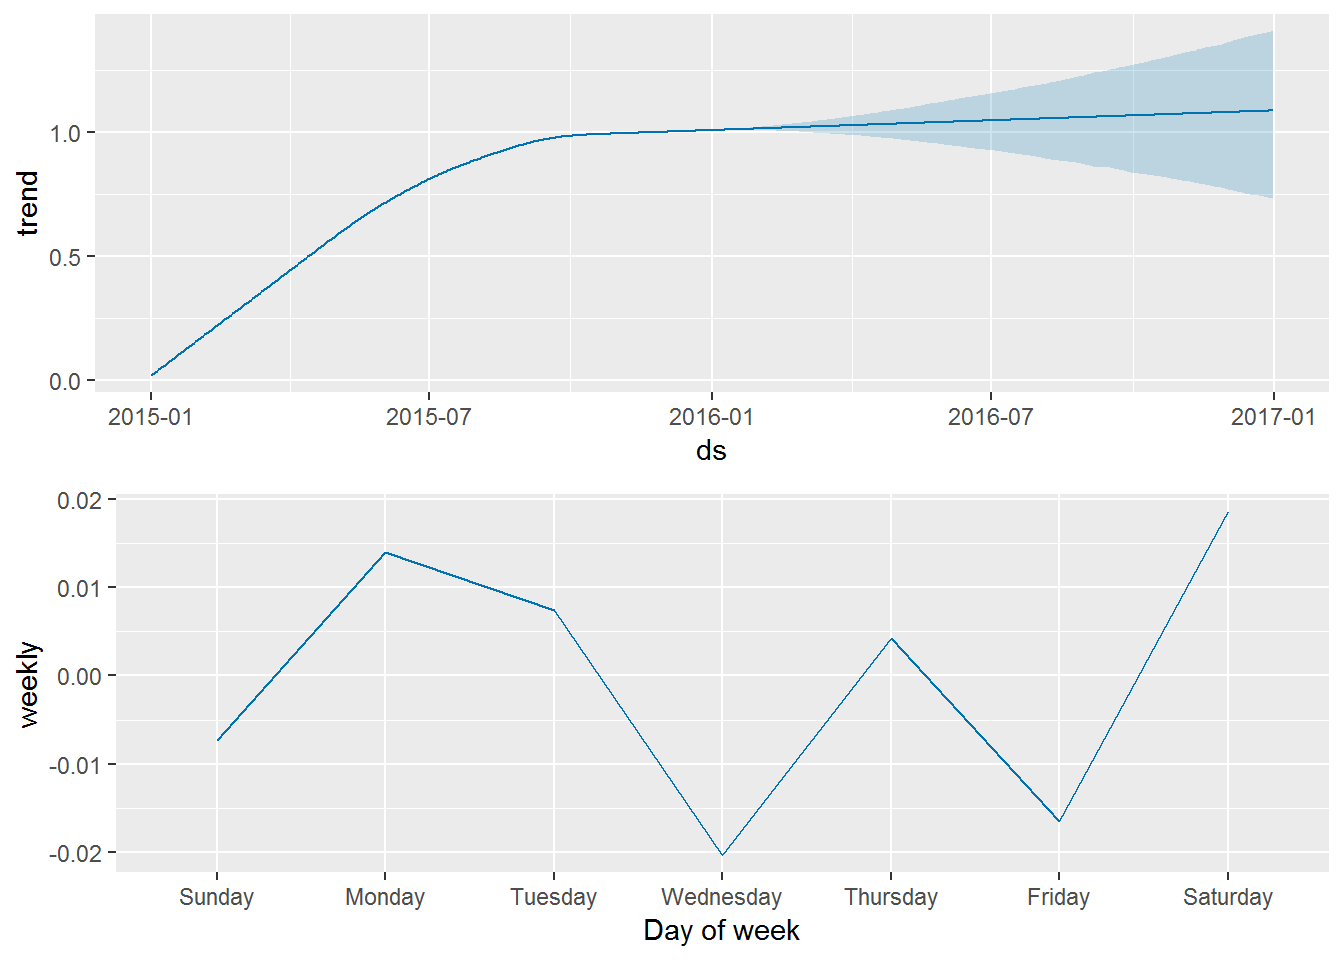 trend
1.0
0.5
0.0
2015-01 2015-07 2016-01 2016-07 2017-01
ds
weekly
0.02
0.01
0.00
-0.01
-0.02
Sunday Monday Tuesday Wednesday Thursday Friday Saturday
Day of week